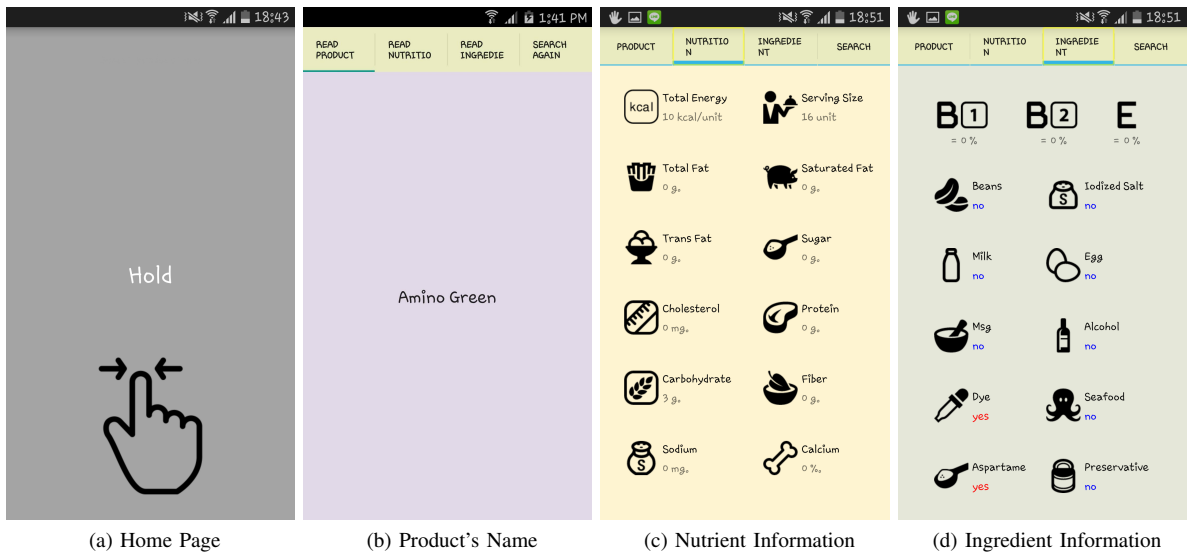 18:43
Hold
(a) Home Page
1:41 PM
READ PRODUCT
READ NUTRITIO
READ INGREDIE
SEARCH AGAIN
Amino Green
(b) Product's Name
18:51
PRODUCT
NUTRITIO
N
INGREDIE
NT
SEARCH
kcal
Total Energy
10 kcal/unit
Serving Size
16 unit
Total Fat
0 g.
Saturated Fat
0 g.
Trans Fat
0 g.
Sugar
0 g.
Cholesterol
0 mg.
Protein
0 g.
Carbohydrate
3 g.
Fiber
0 g.
S
Sodium
0 mg.
Calcium
0 %.
(c) Nutrient Information
18:51
PRODUCT
NUTRITIO
N
INGREDIE
NT
SEARCH
B1
= 0 %
B2
= 0 %
E
= 0 %
Beans
no
S
Iodized Salt
no
Milk
no
Egg
no
Msg
no
Alcohol
no
Dye
yes
Seafood
no
Aspartame
yes
Preservative
no
(d) Ingredient Information